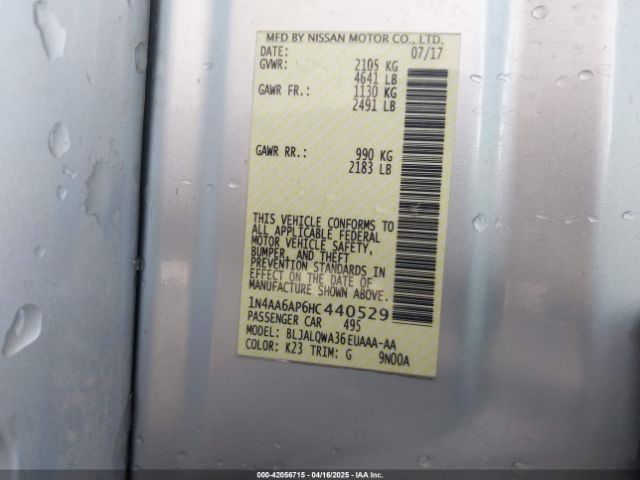 MFD BY NISSAN MOTOR CO., LTD.
DATE: 07/17
GVWR: 2105 KG
4641 LB
GAWR FR.: 1130 KG
2491 LB
GAWR RR.: 990 KG
2183 LB
THIS VEHICLE CONFORMS TO
ALL APPLICABLE FEDERAL
MOTOR VEHICLE SAFETY,
BUMPER, AND THEFT
PREVENTION STANDARDS IN
EFFECT ON THE DATE OF
MANUFACTURE SHOWN ABOVE.
1N4AA6AP6HC440529
PASSENGER CAR 495
MODEL: BLJALQWA36EUAAA-AA
COLOR: K23 TRIM: G 9N00A
000-42056715 - 04/16/2025 - IAAI Inc.